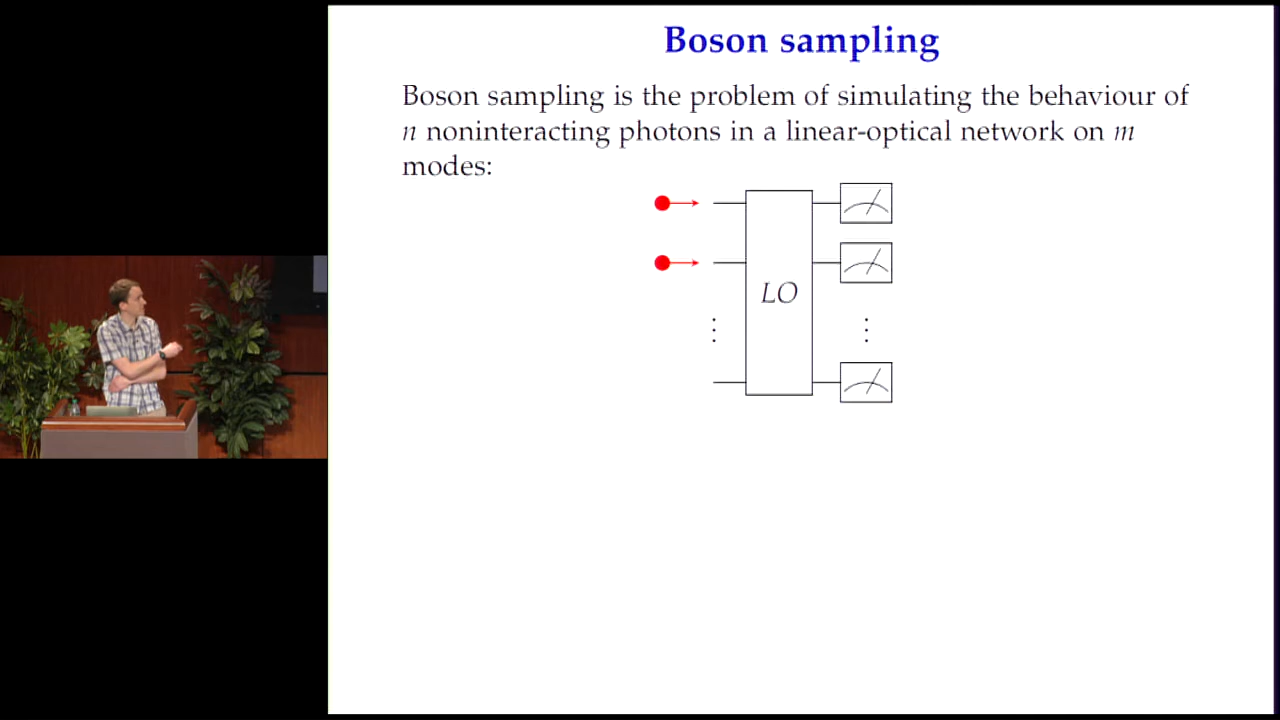 Boson sampling
Boson sampling is the problem of simulating the behaviour of
n noninteracting photons in a linear-optical network on m
modes:
LO